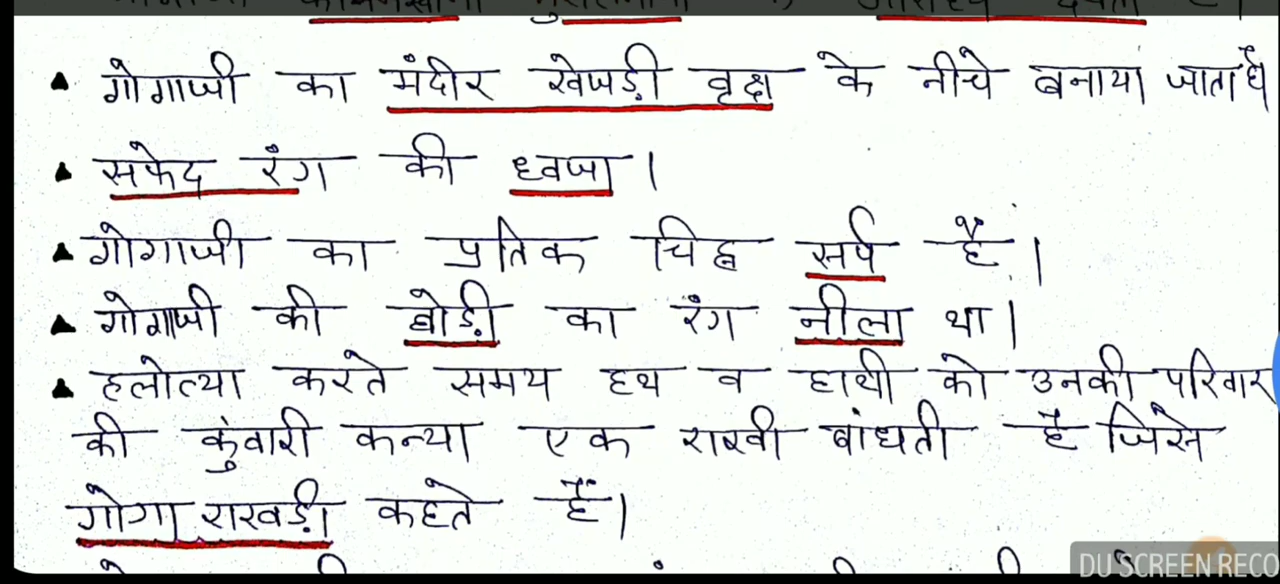 ▲ गोगाजी का मंदीर खेजड़ी वृक्ष के नीचे बनाया जाता है
▲ सफेद रंग की ध्वजा।
▲ गोगाजी का प्रतिक चिह्न सर्प है।
▲ गोगाजी की घोड़ी का रंग नीला था।
▲ हलोत्या करते समय हथ व हाथी को उनकी परिवार
की कुंवारी कन्या एक राखी बांधती है जिसे
गोगा राखड़ी कहते हैं।
DU SCREEN RECO